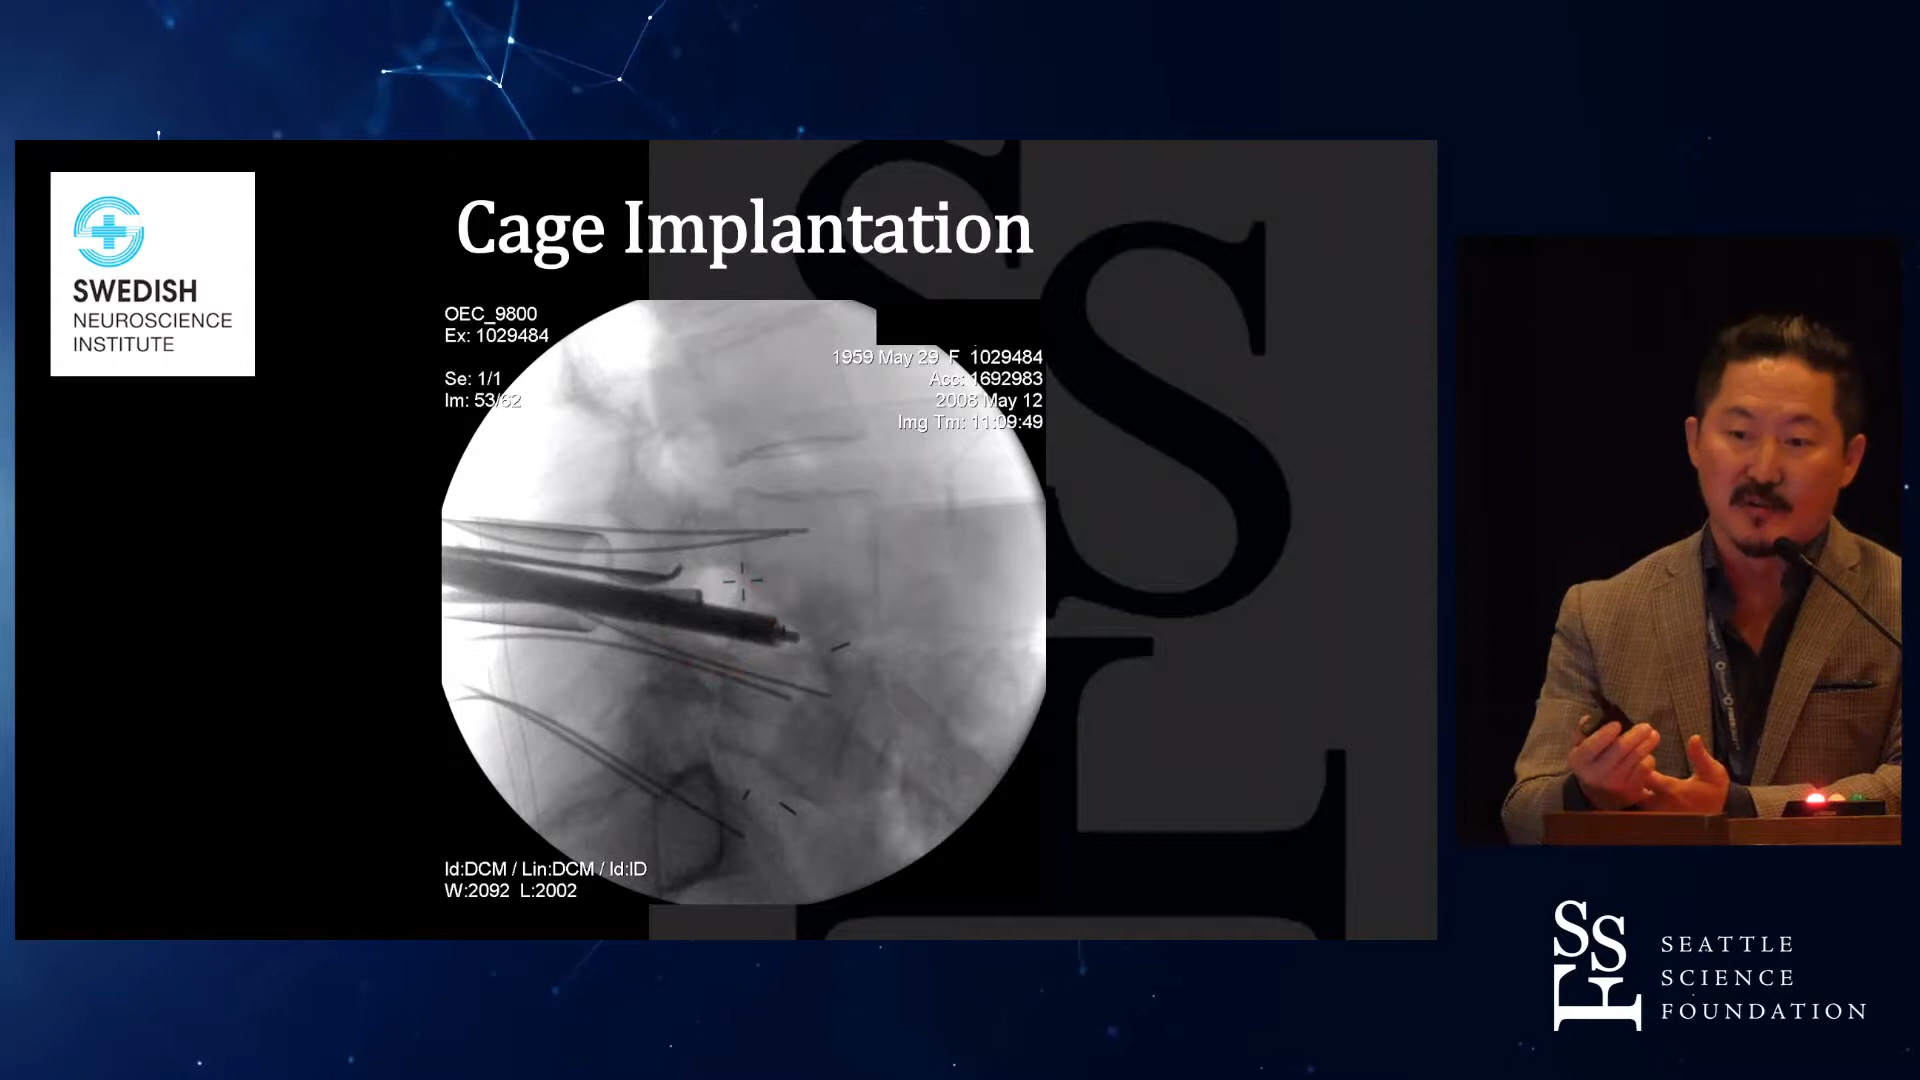 SWEDISH
NEUROSCIENCE
INSTITUTE
Cage Implantation
OEC_9800
Ex: 1029484
Se: 1/1
Im: 53/62
1959 May 29 F 1029484
Acc: 1692983
2008 May 12
Img Tm: 11:09:49
Id:DCM / Lin:DCM / Id:ID
W:2092 L:2002
SSF
SEATTLE
SCIENCE
FOUNDATION